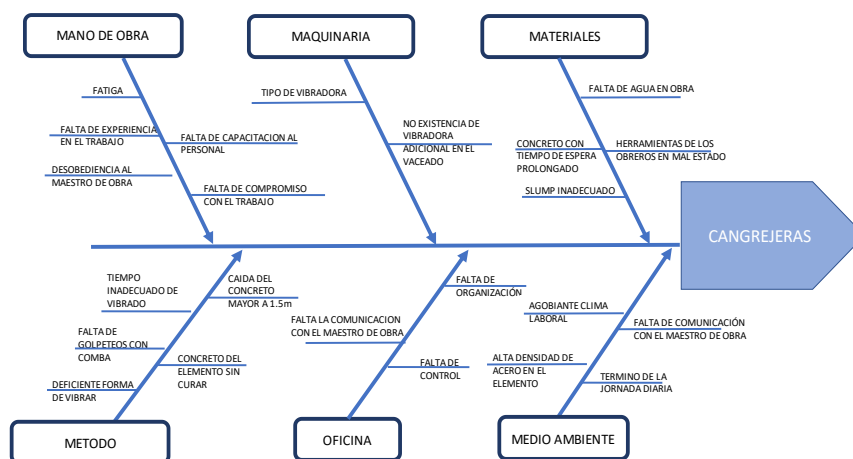 MANO DE OBRA
MAQUINARIA
MATERIALES
FATIGA
FALTA DE EXPERIENCIA
EN EL TRABAJO
FALTA DE CAPACITACION AL
PERSONAL
DESOBEDIENCIA AL
MAESTRO DE OBRA
FALTA DE COMPROMISO
CON EL TRABAJO
TIPO DE VIBRADORA
NO EXISTENCIA DE
VIBRADORA
ADICIONAL EN EL
VACEADO
FALTA DE AGUA EN OBRA
CONCRETO CON
TIEMPO DE ESPERA
PROLONGADO
HERRAMIENTAS DE LOS
OBREROS EN MAL ESTADO
SLUMP INADECUADO
CANGREJERAS
TIEMPO
INADECUADO DE
VIBRADO
CAIDA DEL
CONCRETO
MAYOR A 1.5m
FALTA DE
GOLPETEOS CON
COMBA
CONCRETO DEL
ELEMENTO SIN
CURAR
DEFICIENTE FORMA
DE VIBRAR
FALTA DE
ORGANIZACIÓN
FALTA LA COMUNICACION
CON EL MAESTRO DE OBRA
FALTA DE
CONTROL
AGOBIANTE CLIMA
LABORAL
FALTA DE COMUNICACIÓN
CON EL MAESTRO DE OBRA
ALTA DENSIDAD DE
ACERO EN EL
ELEMENTO
TERMINO DE LA
JORNADA DIARIA
METODO
OFICINA
MEDIO AMBIENTE